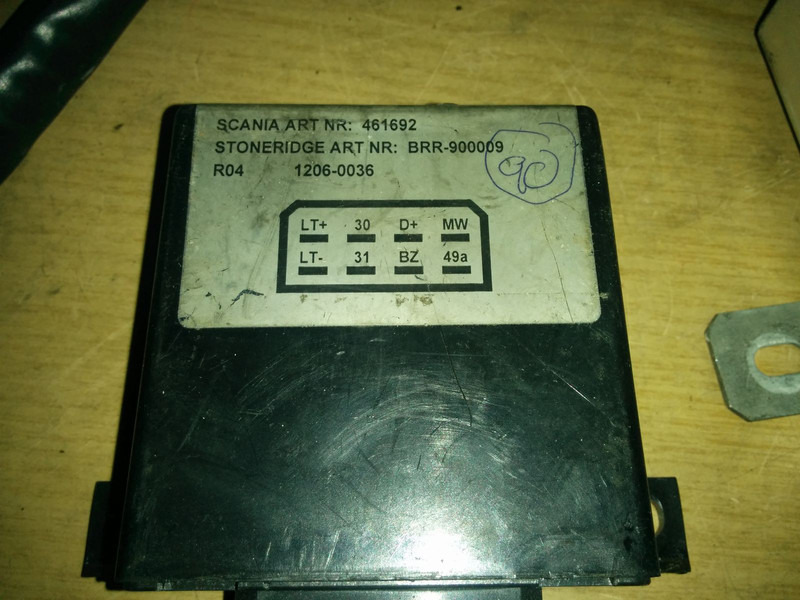 SCANIA ART NR: 461692
STONERIDGE ART NR: BRR-900009
R04 1206-0036
90
LT+ 30 D+ MW
LT- 31 BZ 49a